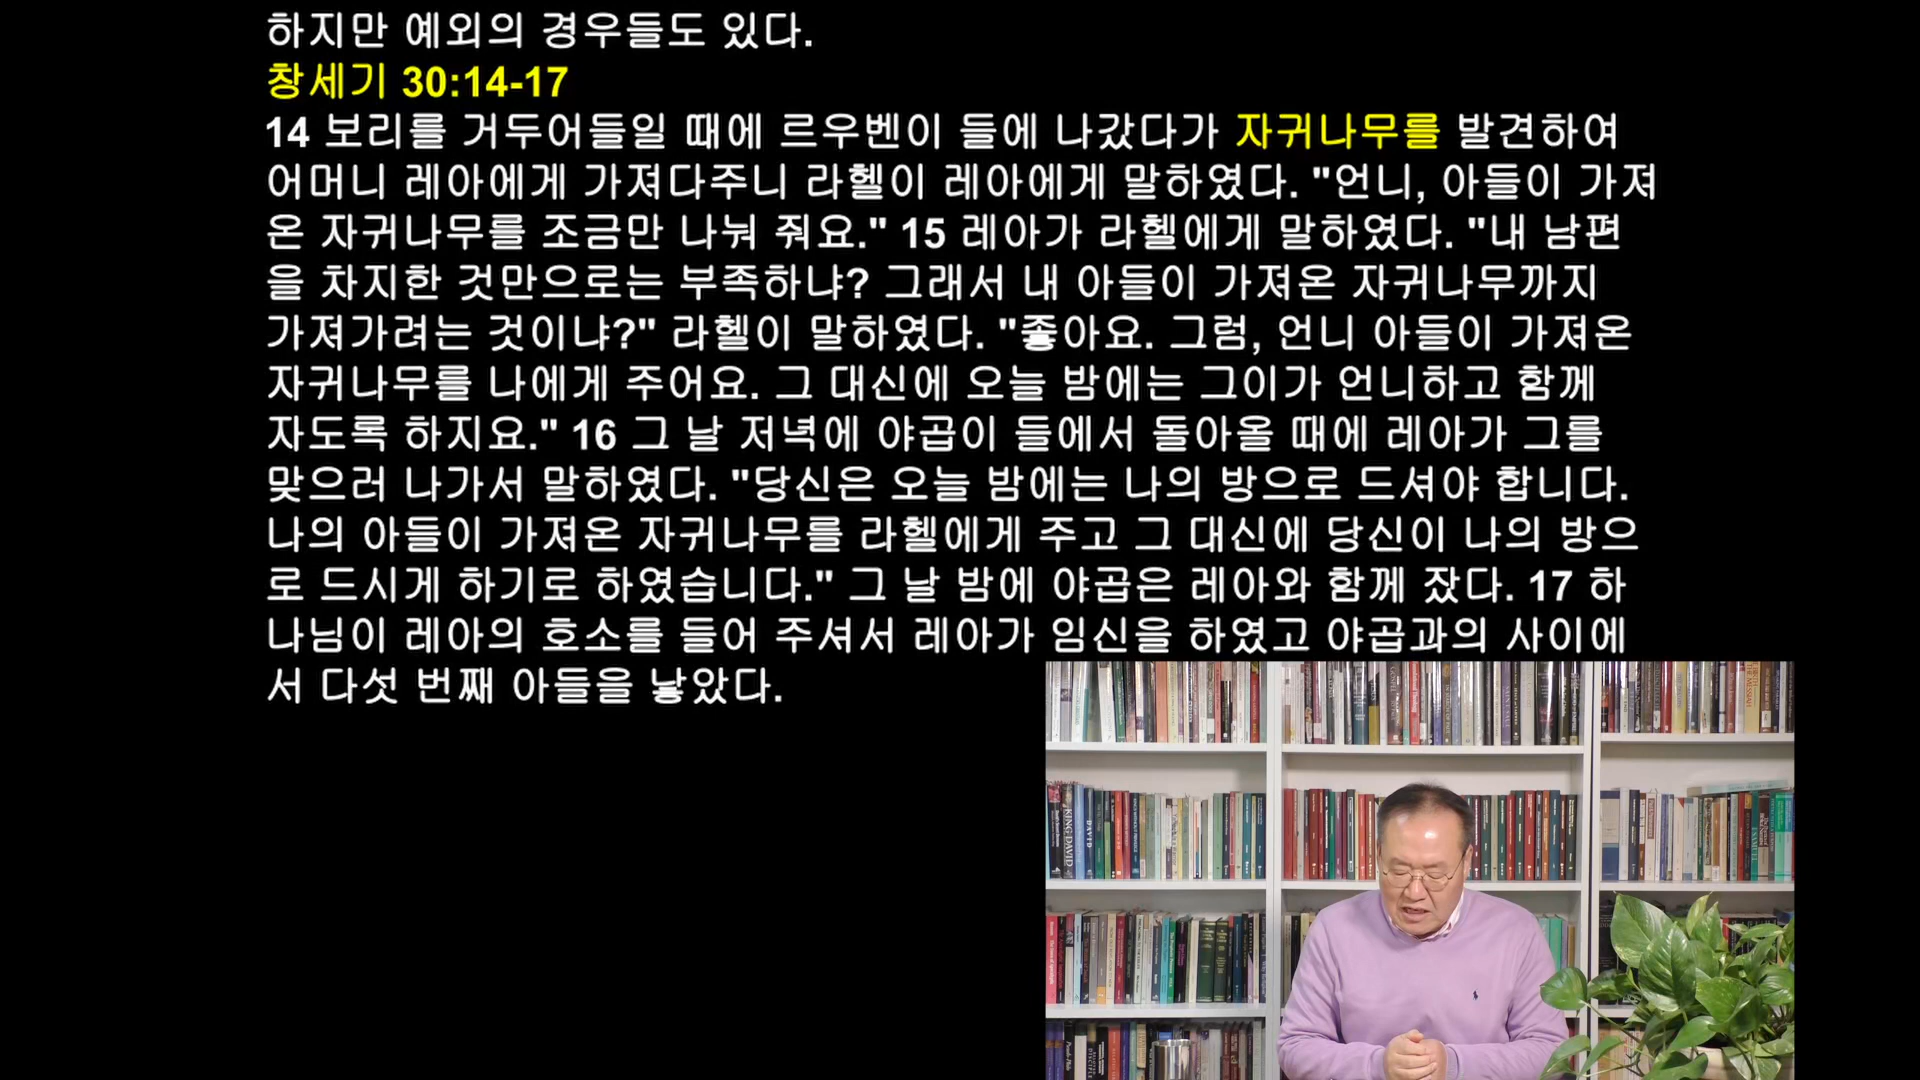 하지만 예외의 경우들도 있다.
창세기 30:14-17
14 보리를 거두어들일 때에 르우벤이 들에 나갔다가 자귀나무를 발견하여
어머니 레아에게 가져다주니 라헬이 레아에게 말하였다. "언니, 아들이 가져
온 자귀나무를 조금만 나눠 줘요." 15 레아가 라헬에게 말하였다. "내 남편
을 차지한 것만으로는 부족하냐? 그래서 내 아들이 가져온 자귀나무까지
가져가려는 것이냐?" 라헬이 말하였다. "좋아요. 그럼, 언니 아들이 가져온
자귀나무를 나에게 주어요. 그 대신에 오늘 밤에는 그이가 언니하고 함께
자도록 하지요." 16 그 날 저녁에 야곱이 들에서 돌아올 때에 레아가 그를
맞으러 나가서 말하였다. "당신은 오늘 밤에는 나의 방으로 드셔야 합니다.
나의 아들이 가져온 자귀나무를 라헬에게 주고 그 대신에 당신이 나의 방으
로 드시게 하기로 하였습니다." 그 날 밤에 야곱은 레아와 함께 잤다. 17 하
나님이 레아의 호소를 들어 주셔서 레아가 임신을 하였고 야곱과의 사이에
서 다섯 번째 아들을 낳았다.
KING DAVID
DAVID